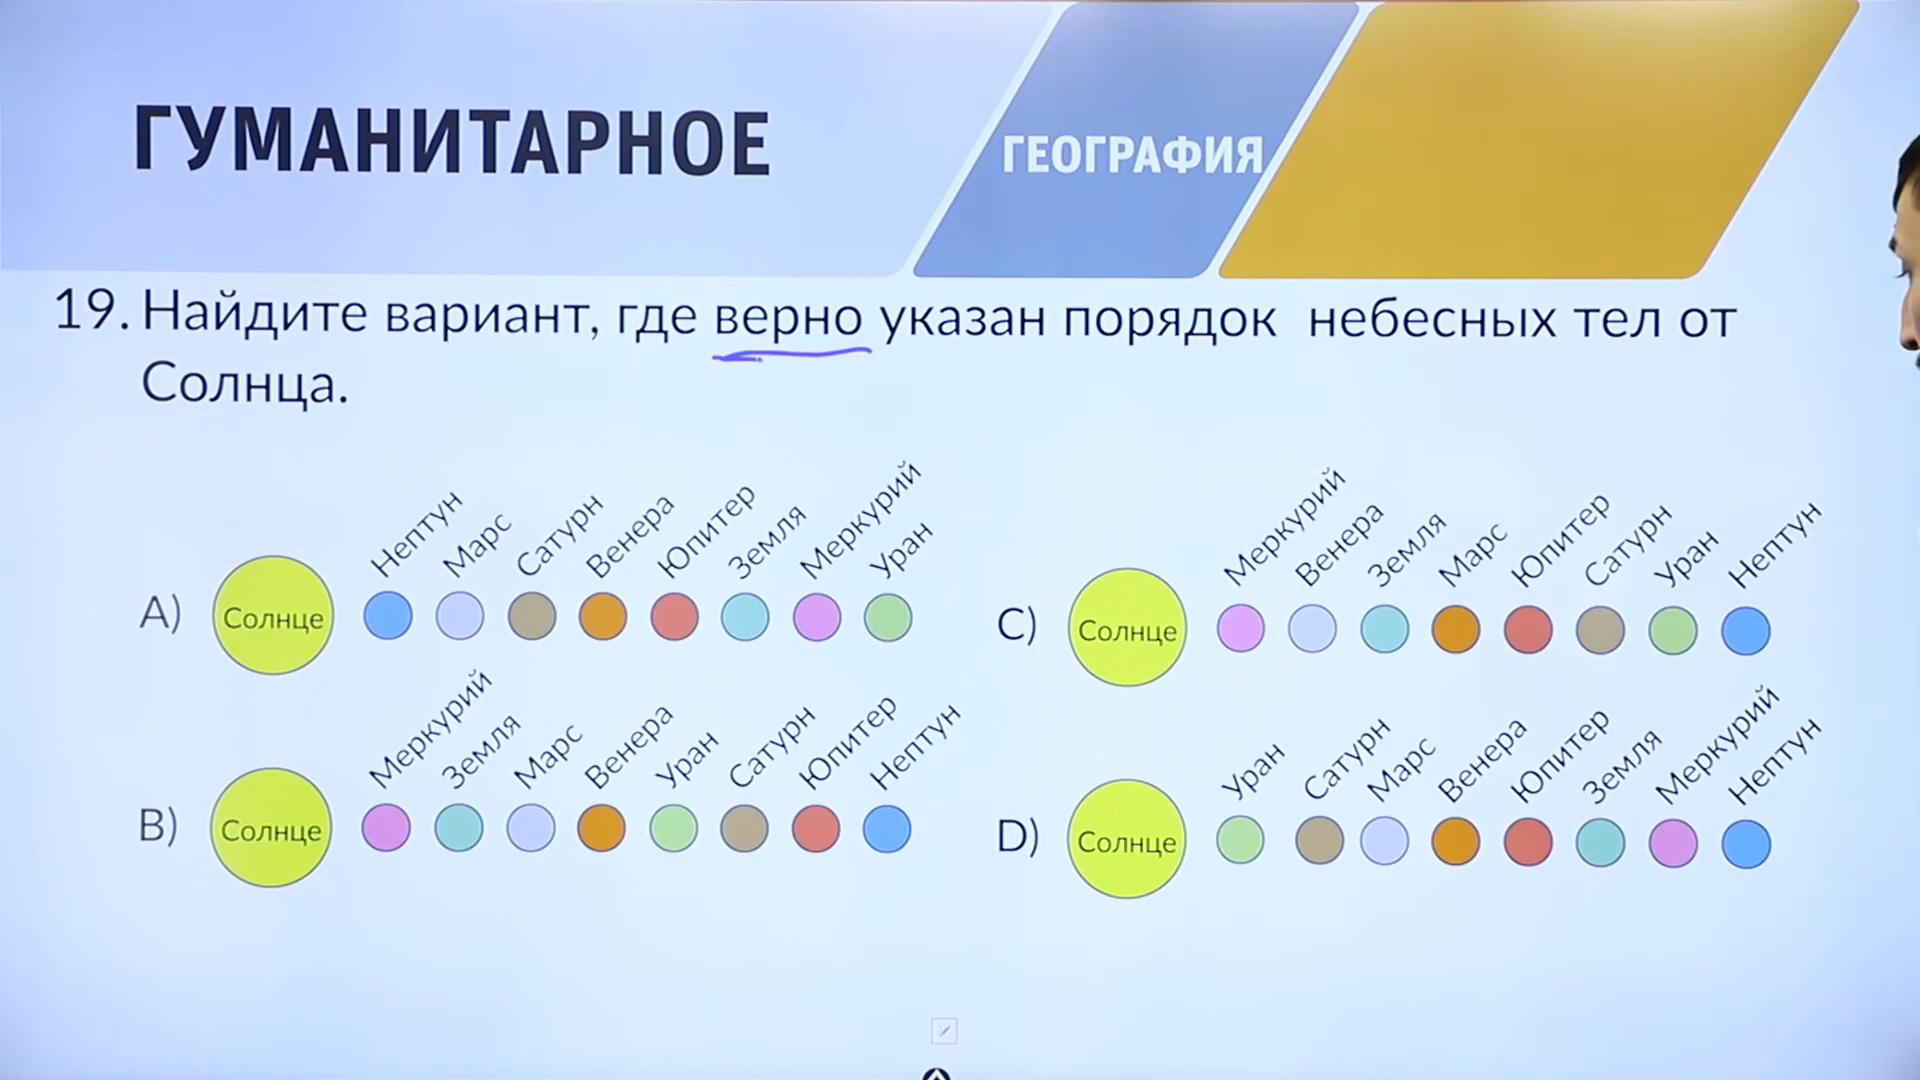 ГУМАНИТАРНОЕ
ГЕОГРАФИЯ
19. Найдите вариант, где верно указан порядок небесных тел от
Солнца.
A) Солнце Нептун Марс Сатурн Венера Юпитер Земля Меркурий Уран
B) Солнце Меркурий Земля Марс Венера Уран Сатурн Юпитер Нептун
C) Солнце Меркурий Венера Земля Марс Юпитер Сатурн Уран Нептун
D) Солнце Уран Сатурн Марс Венера Юпитер Земля Меркурий Нептун